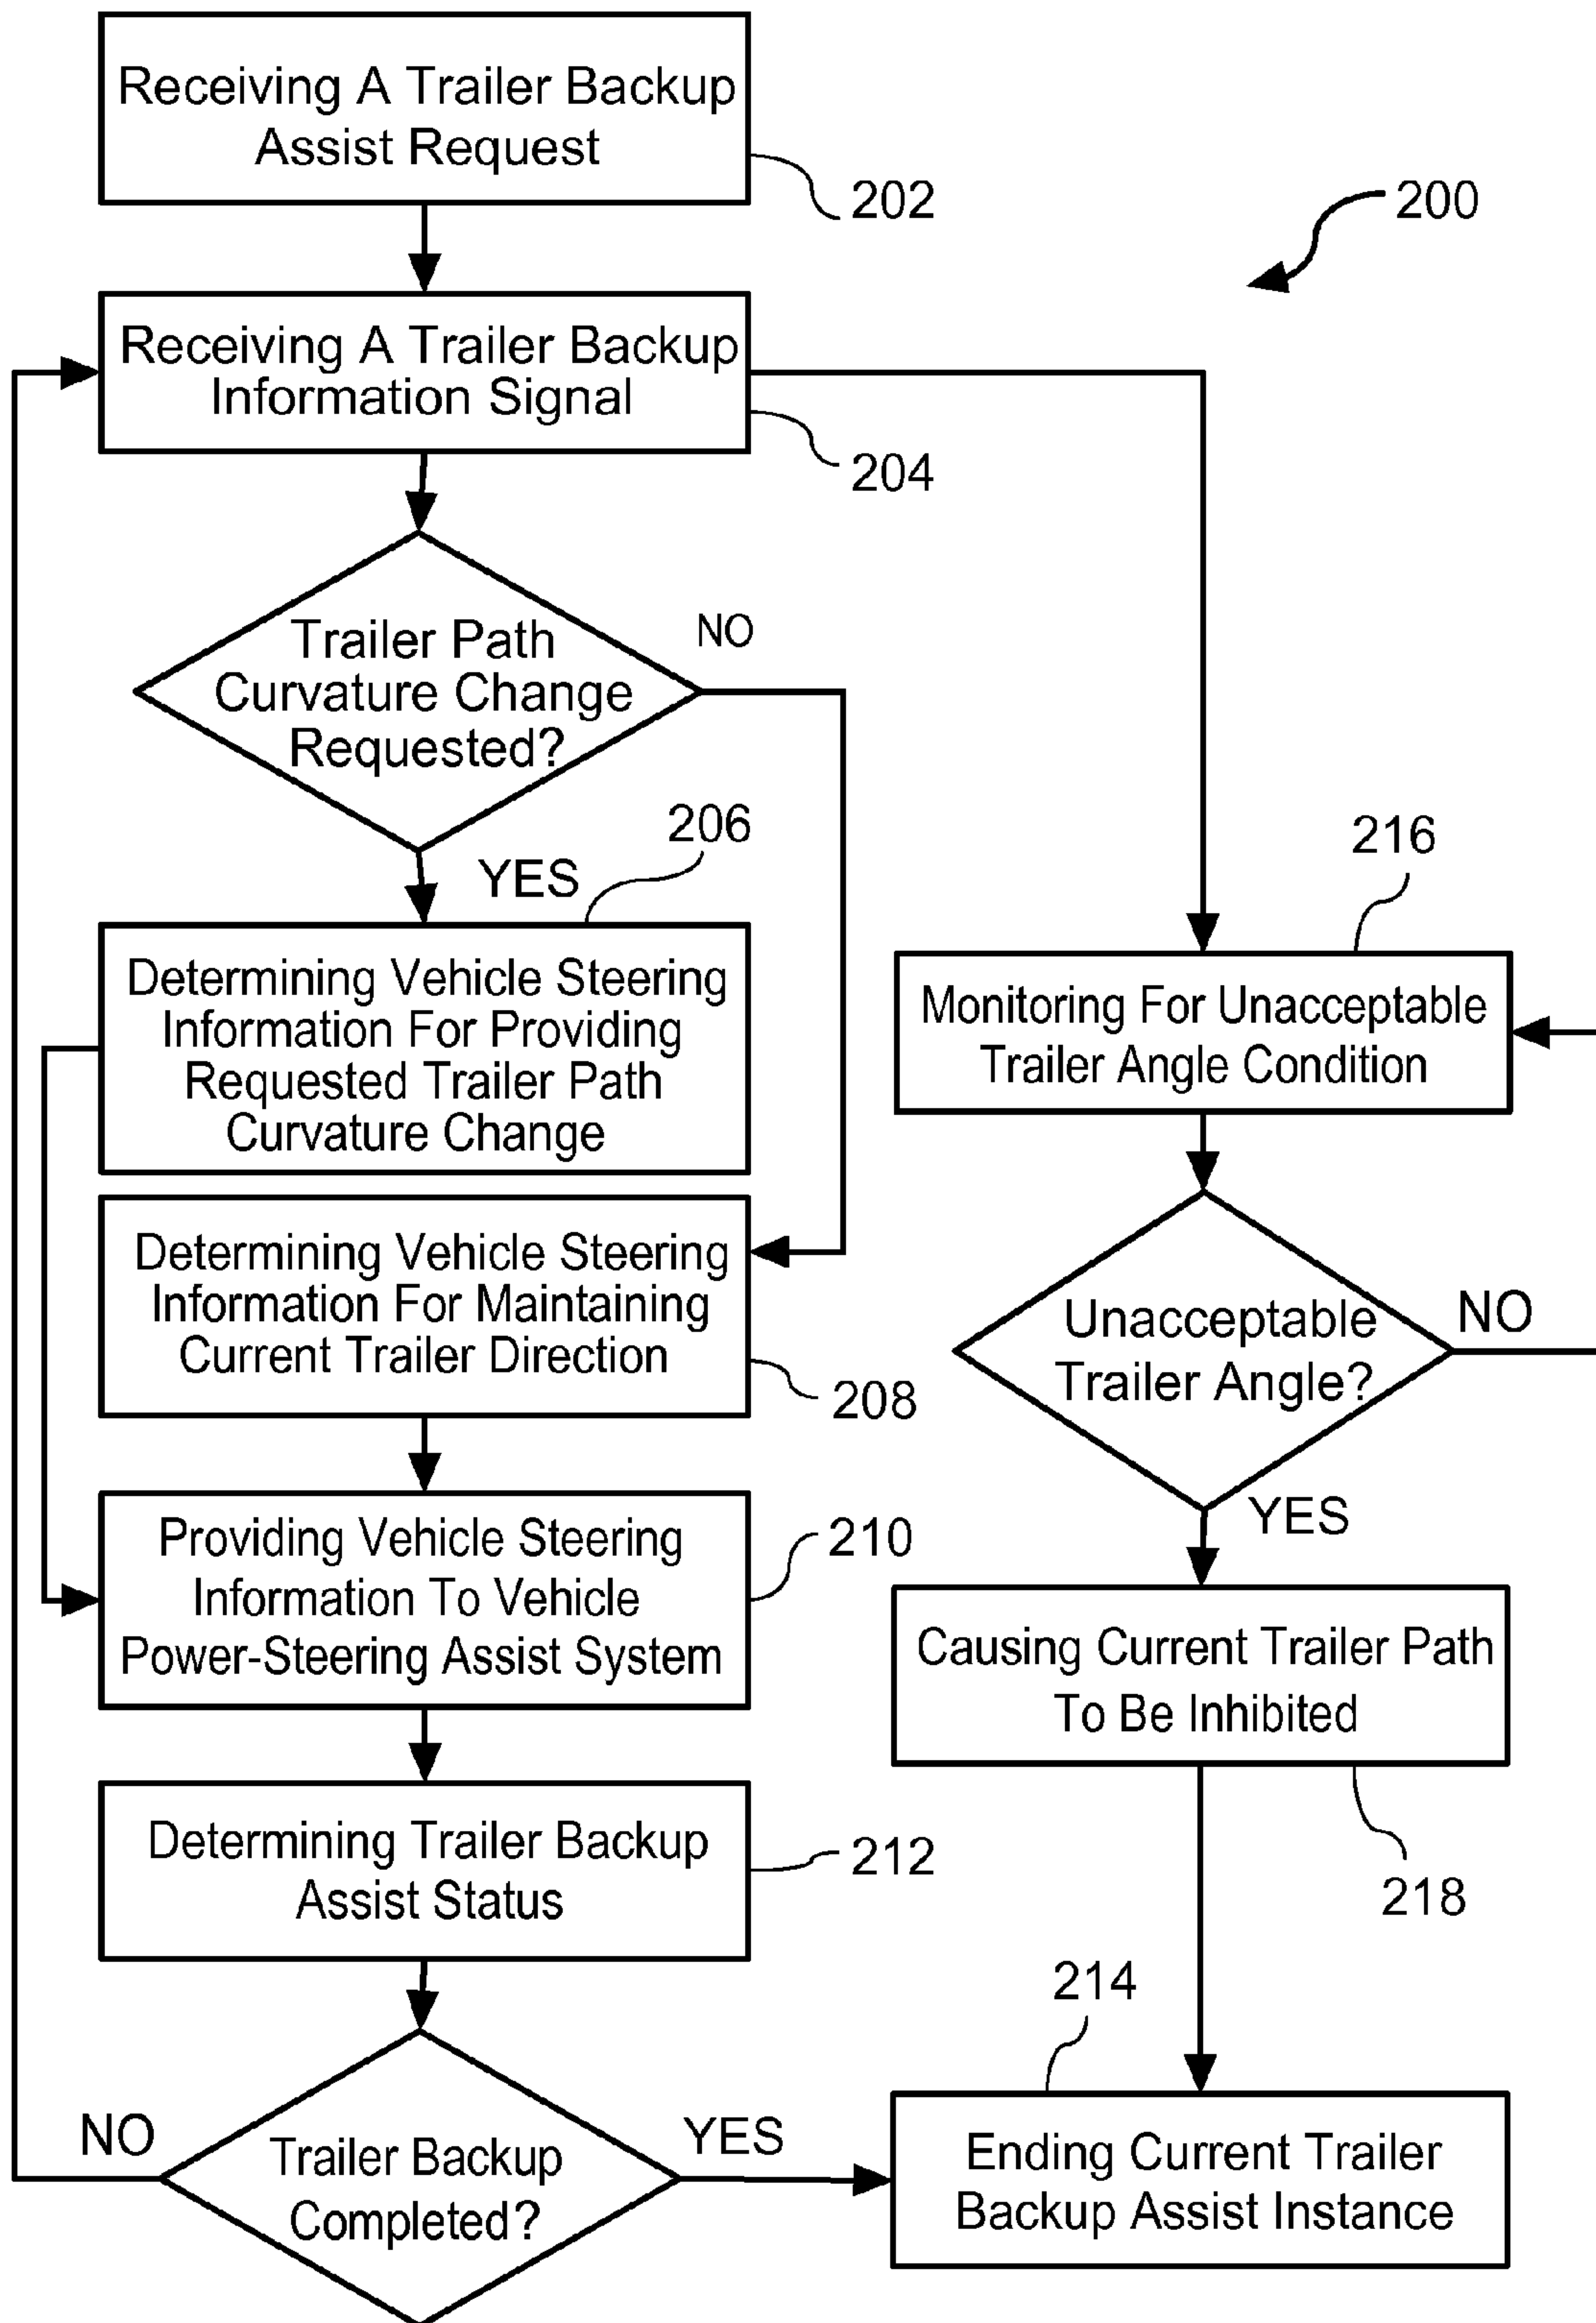 Receiving A Trailer Backup
Assist Request
202
200
Receiving A Trailer Backup
Information Signal
204
Trailer Path
Curvature Change
Requested?
NO
YES
206
Determining Vehicle Steering
Information For Providing
Requested Trailer Path
Curvature Change
Determining Vehicle Steering
Information For Maintaining
Current Trailer Direction
208
Providing Vehicle Steering
Information To Vehicle
Power-Steering Assist System
210
Determining Trailer Backup
Assist Status
212
Trailer Backup
Completed?
NO
YES
216
Monitoring For Unacceptable
Trailer Angle Condition
Unacceptable
Trailer Angle?
NO
YES
Causing Current Trailer Path
To Be Inhibited
218
214
Ending Current Trailer
Backup Assist Instance